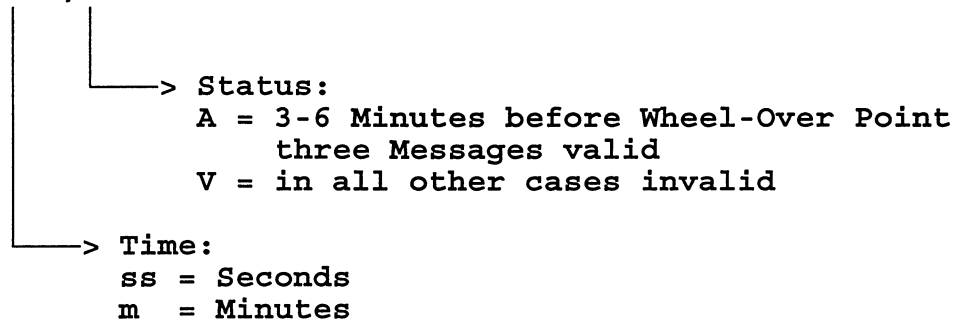 > Status:
A = 3-6 Minutes before Wheel-Over Point
three Messages valid
V = in all other cases invalid
> Time:
ss = Seconds
m = Minutes